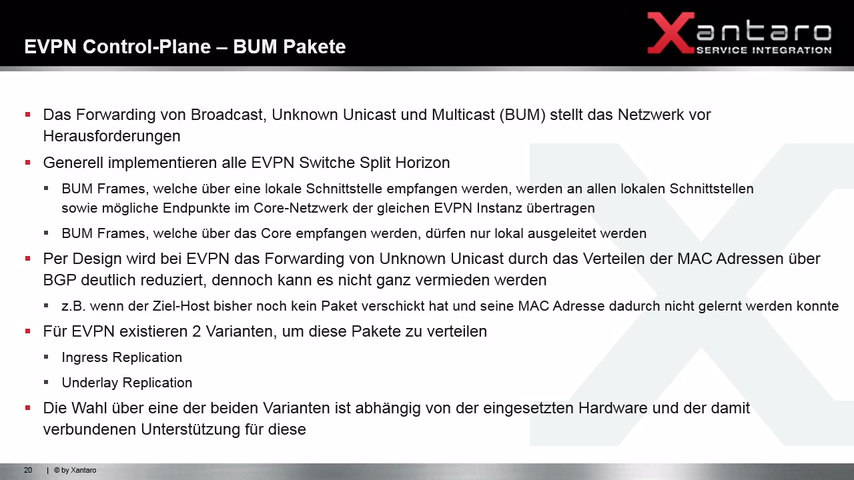 EVPN Control-Plane – BUM Pakete
Xantaro
SERVICE INTEGRATION
Das Forwarding von Broadcast, Unknown Unicast und Multicast (BUM) stellt das Netzwerk vor
Herausforderungen
Generell implementieren alle EVPN Switche Split Horizon
BUM Frames, welche über eine lokale Schnittstelle empfangen werden, werden an allen lokalen Schnittstellen
sowie mögliche Endpunkte im Core-Netzwerk der gleichen EVPN Instanz übertragen
BUM Frames, welche über das Core empfangen werden, dürfen nur lokal ausgeleitet werden
Per Design wird bei EVPN das Forwarding von Unknown Unicast durch das Verteilen der MAC Adressen über
BGP deutlich reduziert, dennoch kann es nicht ganz vermieden werden
z.B. wenn der Ziel-Host bisher noch kein Paket verschickt hat und seine MAC Adresse dadurch nicht gelernt werden konnte
Für EVPN existieren 2 Varianten, um diese Pakete zu verteilen
Ingress Replication
Underlay Replication
Die Wahl über eine der beiden Varianten ist abhängig von der eingesetzten Hardware und der damit
verbundenen Unterstützung für diese
20 | © by Xantaro